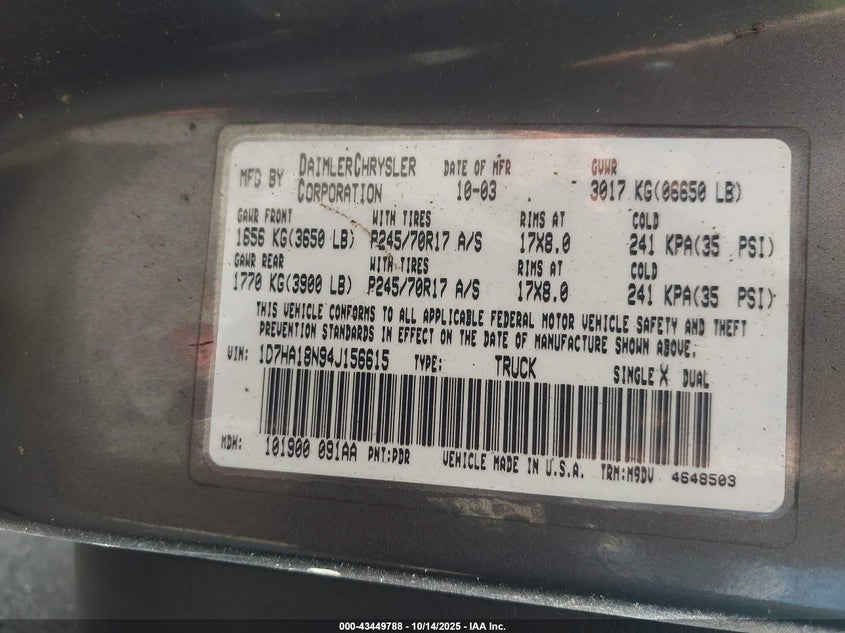 MFG BY DAIMLERCHRYSLER CORPORATION DATE OF MFR 10-03 GVWR 3017 KG(06650 LB)
GAWR FRONT WITH TIRES RIMS AT COLD
1656 KG(3650 LB) P245/70R17 A/S 17X8.0 241 KPA(35 PSI)
GAWR REAR WITH TIRES RIMS AT COLD
1770 KG(3900 LB) P245/70R17 A/S 17X8.0 241 KPA(35 PSI)
THIS VEHICLE CONFORMS TO ALL APPLICABLE FEDERAL MOTOR VEHICLE SAFETY AND THEFT
PREVENTION STANDARDS IN EFFECT ON THE DATE OF MANUFACTURE SHOWN ABOVE.
VIN: 1D7HA18N94J156615 TYPE: TRUCK SINGLE X DUAL
MDH: 101900 091AA PNT:PDR VEHICLE MADE IN U.S.A. TRM:M9DV 4648503
000-43449788 - 10/14/2025 - IAA Inc.